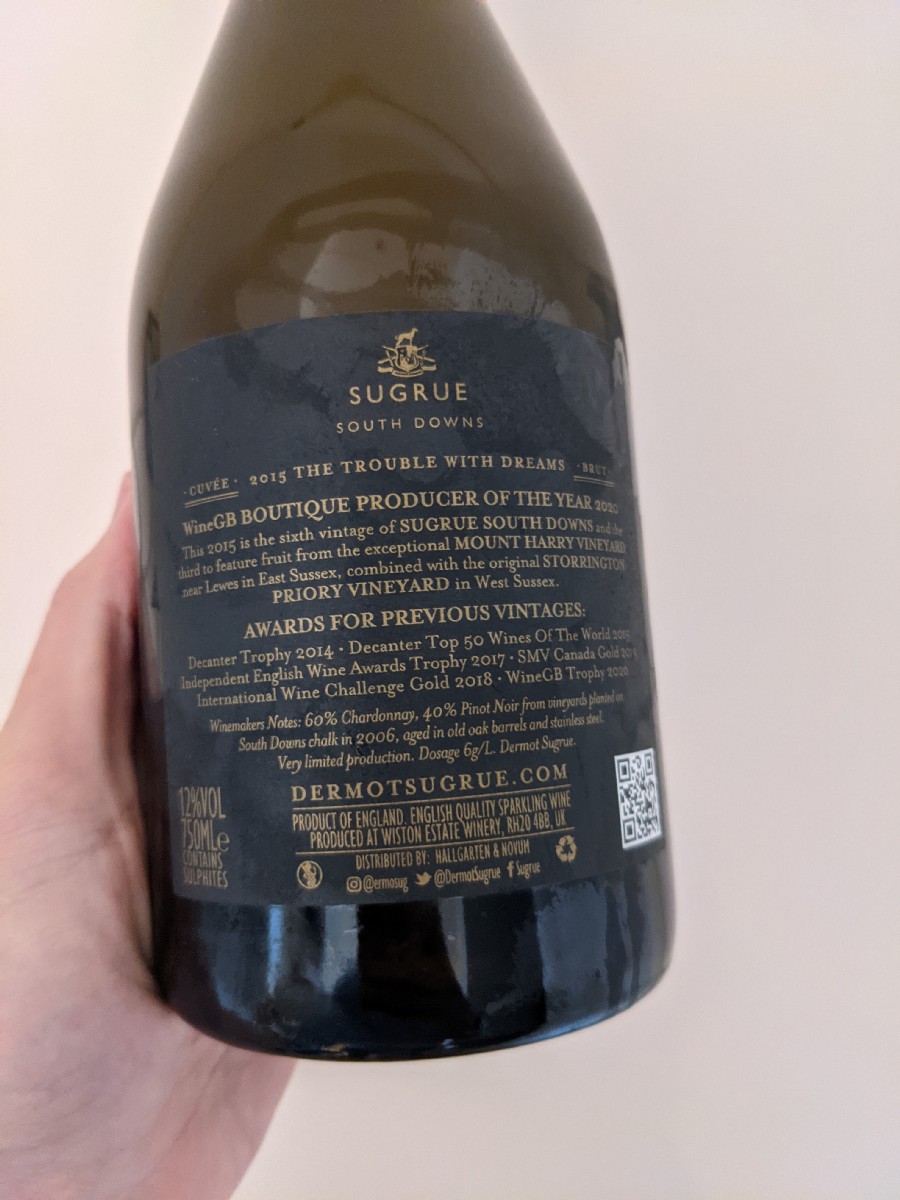 SUGRUE
SOUTH DOWNS
· CUVÉE · 2015 THE TROUBLE WITH DREAMS · BRUT ·
WineGB BOUTIQUE PRODUCER OF THE YEAR 2020
This 2015 is the sixth vintage of SUGRUE SOUTH DOWNS and the
third to feature fruit from the exceptional MOUNT HARRY VINEYARD
near Lewes in East Sussex, combined with the original STORRINGTON
PRIORY VINEYARD in West Sussex.
AWARDS FOR PREVIOUS VINTAGES:
Decanter Trophy 2014 · Decanter Top 50 Wines Of The World 2015
Independent English Wine Awards Trophy 2017 · SMV Canada Gold
International Wine Challenge Gold 2018 · WineGB Trophy 2020
Winemakers Notes: 60% Chardonnay, 40% Pinot Noir from vineyards planted on
South Downs chalk in 2006, aged in old oak barrels and stainless steel.
Very limited production. Dosage 6g/L. Dermot Sugrue.
DERMOTSUGRUE.COM
PRODUCT OF ENGLAND. ENGLISH QUALITY SPARKLING WINE
PRODUCED AT WISTON ESTATE WINERY, RH20 4BB, UK
DISTRIBUTED BY: HALLGARTEN & NOVUM
@ermosug @DermotSugrue Sugrue
12%VOL
750MLe
CONTAINS
SULPHITES